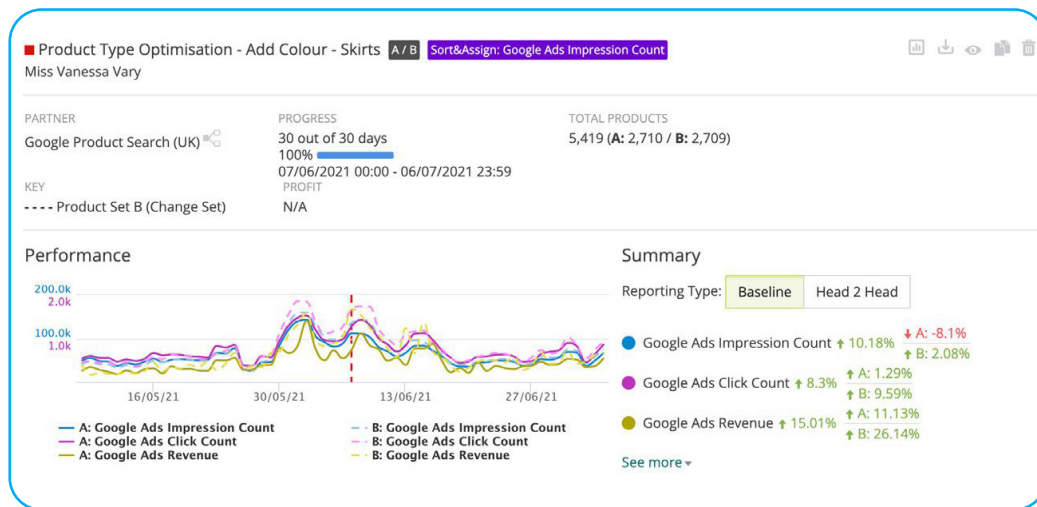 Product Type Optimisation - Add Colour - Skirts A / B Sort&Assign: Google Ads Impression Count
Miss Vanessa Vary
PARTNER
Google Product Search (UK)
PROGRESS
30 out of 30 days
100%
07/06/2021 00:00 - 06/07/2021 23:59
TOTAL PRODUCTS
5,419 (A: 2,710 / B: 2,709)
KEY
---- Product Set B (Change Set)
PROFIT
N/A
Performance
200.0k
2.0k
100.0k
1.0k
16/05/21 30/05/21 13/06/21 27/06/21
A: Google Ads Impression Count
A: Google Ads Click Count
A: Google Ads Revenue
B: Google Ads Impression Count
B: Google Ads Click Count
B: Google Ads Revenue
Summary
Reporting Type: Baseline Head 2 Head
Google Ads Impression Count ↑ 10.18% ↓ A: -8.1%
↑ B: 2.08%
Google Ads Click Count ↑ 8.3% ↑ A: 1.29%
↑ B: 9.59%
Google Ads Revenue ↑ 15.01% ↑ A: 11.13%
↑ B: 26.14%
See more